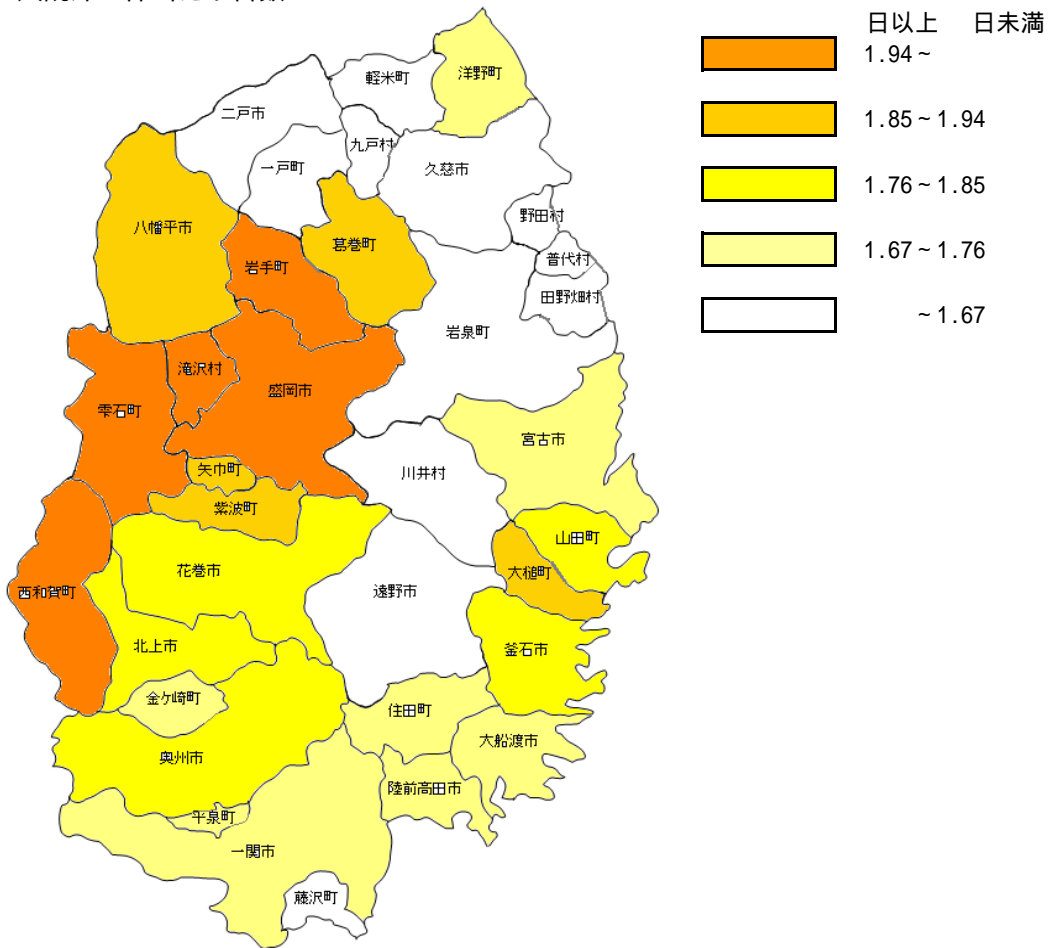 日以上 日未満
1.94～
1.85～1.94
1.76～1.85
1.67～1.76
～1.67
洋野町
軽米町
二戸市
九戸村
一戸町
久慈市
野田村
八幡平市
葛巻町
普代村
岩手町
田野畑村
岩泉町
滝沢村
盛岡市
雫石町
宮古市
矢巾町
川井村
紫波町
山田町
花巻市
大槌町
西和賀町
遠野市
北上市
釜石市
金ケ崎町
住田町
大船渡市
奥州市
陸前高田市
平泉町
一関市
藤沢町